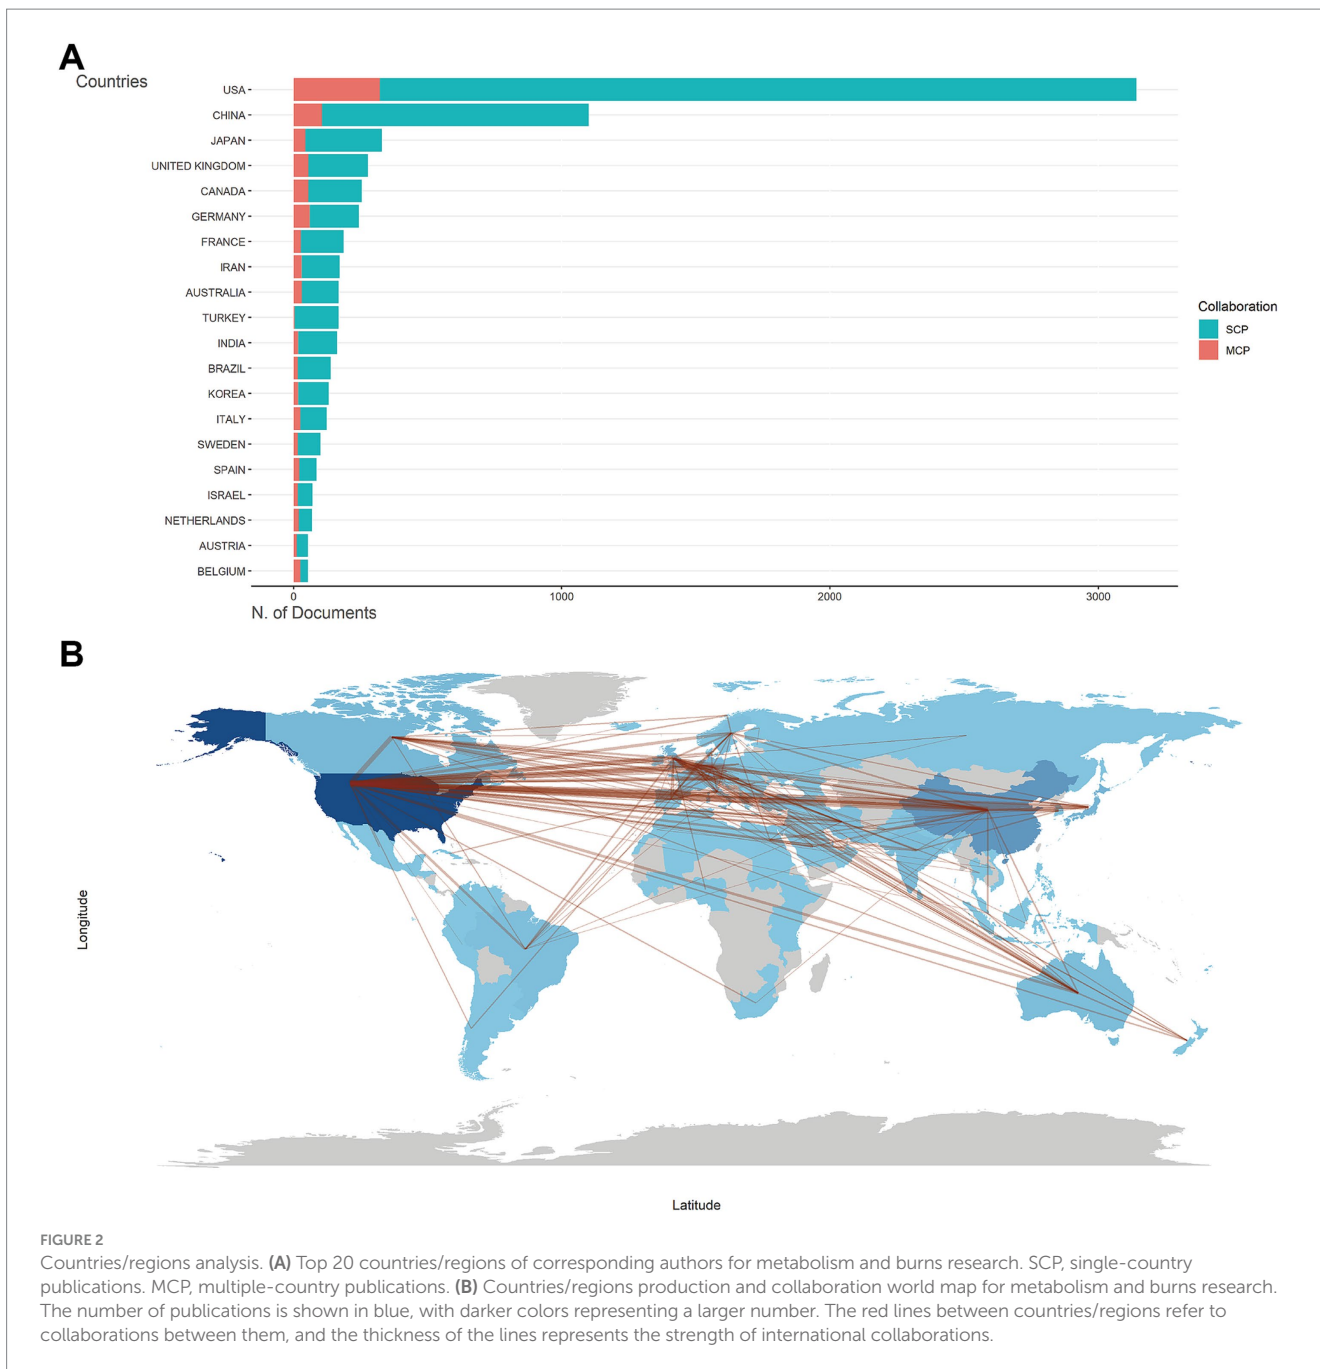 A
Countries
USA
CHINA
JAPAN
UNITED KINGDOM
CANADA
GERMANY
FRANCE
IRAN
AUSTRALIA
TURKEY
INDIA
BRAZIL
KOREA
ITALY
SWEDEN
SPAIN
ISRAEL
NETHERLANDS
AUSTRIA
BELGIUM
0 1000 2000 3000
N. of Documents
Collaboration
SCP
MCP
B
Longitude
Latitude
FIGURE 2
Countries/regions analysis. (A) Top 20 countries/regions of corresponding authors for metabolism and burns research. SCP, single-country
publications. MCP, multiple-country publications. (B) Countries/regions production and collaboration world map for metabolism and burns research.
The number of publications is shown in blue, with darker colors representing a larger number. The red lines between countries/regions refer to
collaborations between them, and the thickness of the lines represents the strength of international collaborations.